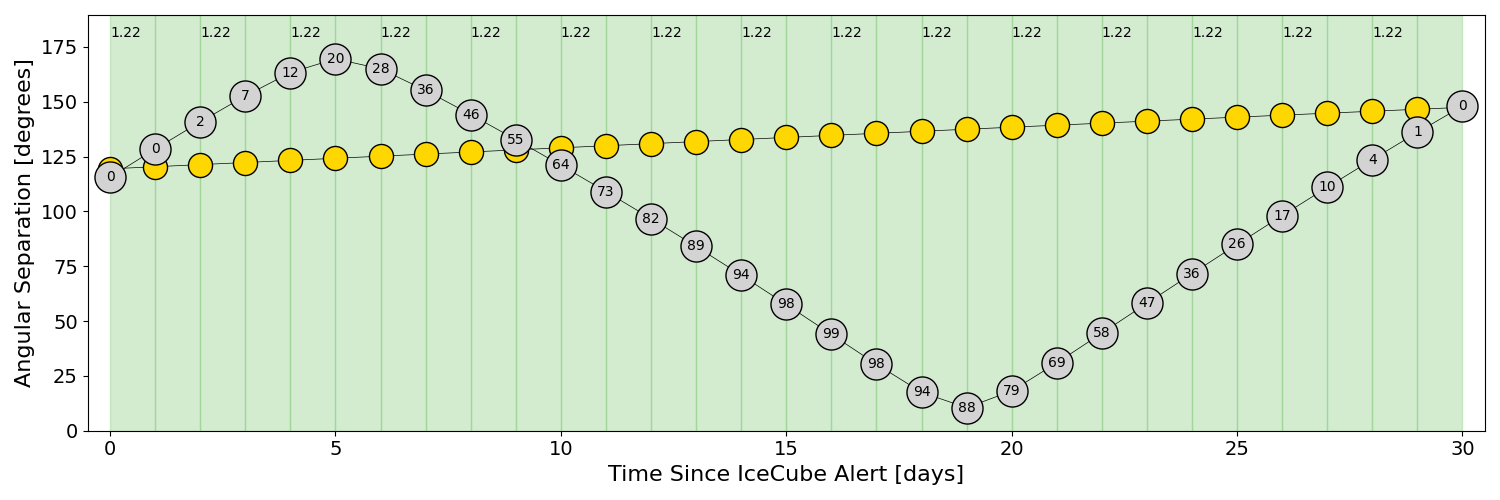 1.22 1.22 1.22 1.22 1.22 1.22 1.22 1.22 1.22 1.22 1.22 1.22 1.22 1.22 1.22
175
150
125
100
75
50
25
0
Angular Separation [degrees]
0 0 2 7 12 20 28 36 46 55 64 73 82 89 94 98 99 98 94 88 79 69 58 47 36 26 17 10 4 1 0
0 5 10 15 20 25 30
Time Since IceCube Alert [days]